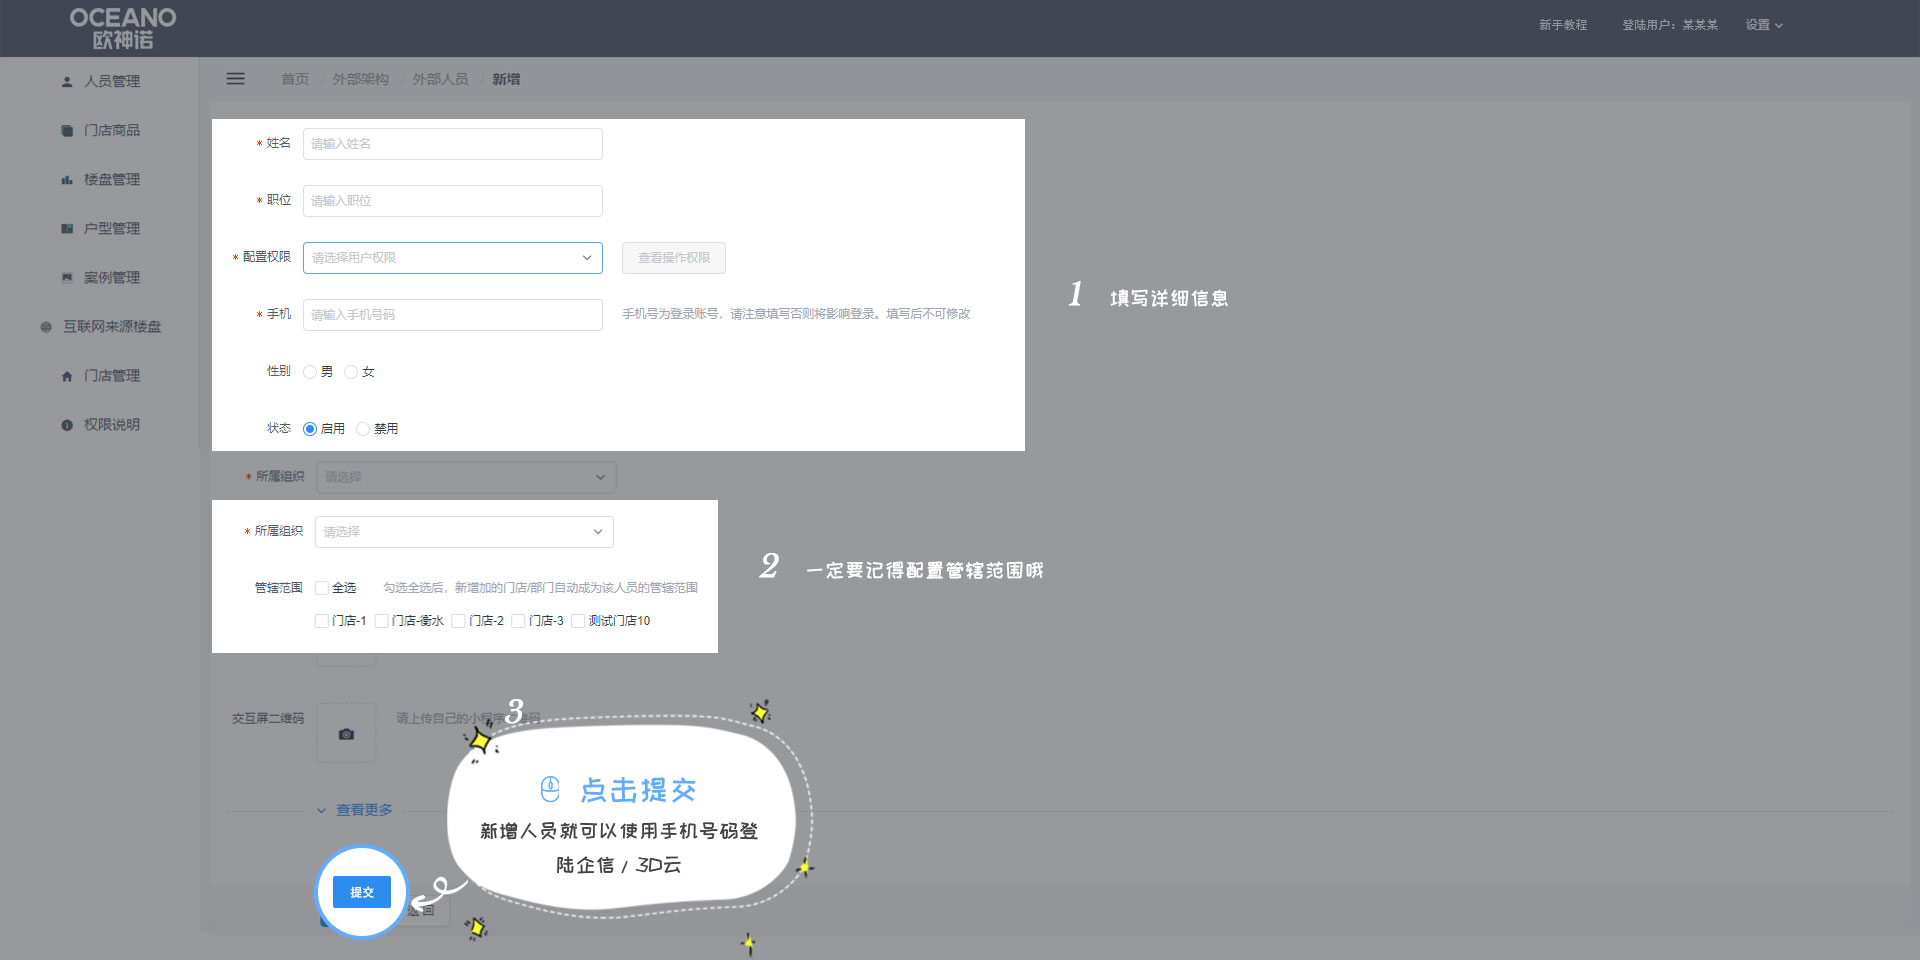 OCEANO
欧神诺
新手教程
登陆用户：某某某
设置
人员管理
门店商品
楼盘管理
户型管理
案例管理
互联网来源楼盘
门店管理
权限说明
首页 / 外部架构 / 外部人员 / 新增
* 姓名 请输入姓名
* 职位 请输入职位
* 配置权限 请选择用户权限 查看操作权限
* 手机 请输入手机号码 手机号为登录账号，请注意填写否则将影响登录。填写后不可修改
性别 男 女
状态 启用 禁用
1 填写详细信息
* 所属组织 请选择
* 所属组织 请选择
管辖范围 全选 勾选全选后，新增加的门店/部门自动成为该人员的管辖范围
门店-1 门店-衡水 门店-2 门店-3 测试门店10
2 一定要记得配置管辖范围哦
交互屏二维码 请上传自己的小程序二维码
3
点击提交
新增人员就可以使用手机号码登
陆企信 / 3D云
查看更多
提交
返回